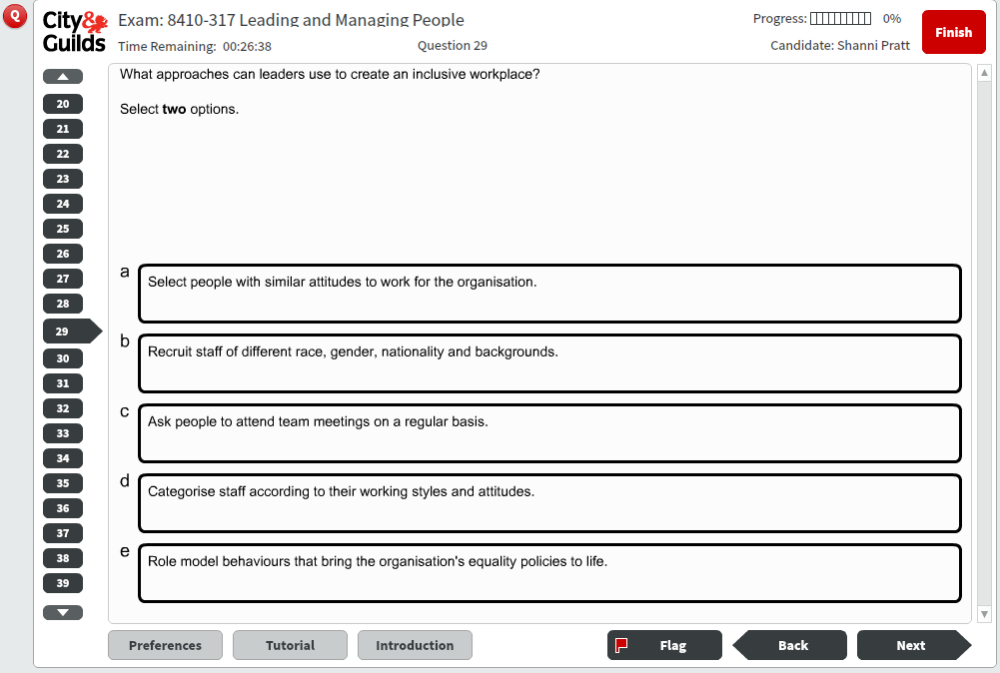 Q
City& Guilds
Exam: 8410-317 Leading and Managing People
Time Remaining: 00:26:38
Question 29
Progress: 0%
Candidate: Shanni Pratt
Finish
20
21
22
23
24
25
26
27
28
29
30
31
32
33
34
35
36
37
38
39
What approaches can leaders use to create an inclusive workplace?
Select two options.
a
Select people with similar attitudes to work for the organisation.
b
Recruit staff of different race, gender, nationality and backgrounds.
c
Ask people to attend team meetings on a regular basis.
d
Categorise staff according to their working styles and attitudes.
e
Role model behaviours that bring the organisation's equality policies to life.
Preferences
Tutorial
Introduction
Flag
Back
Next